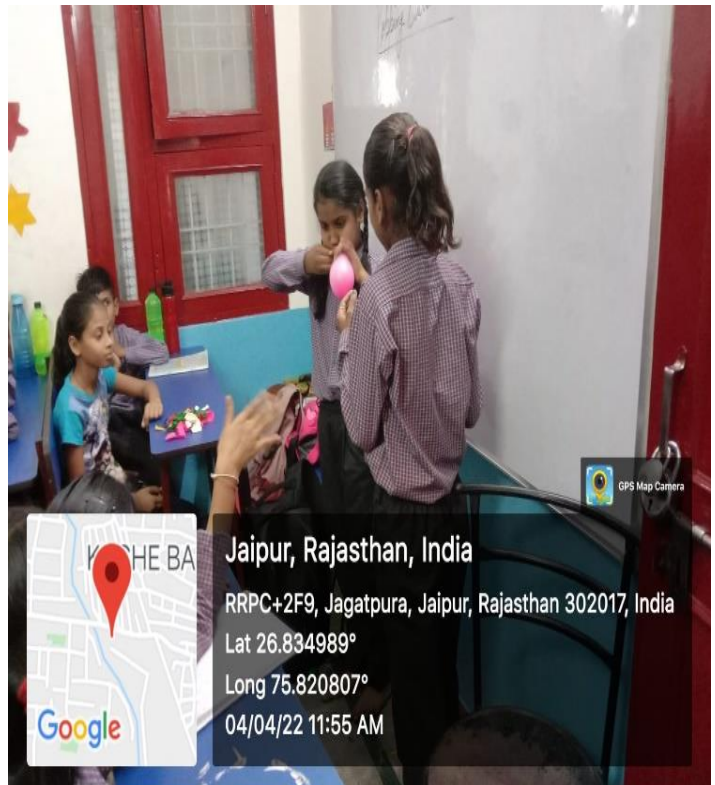 GPS Map Camera
Jaipur, Rajasthan, India
RRPC+2F9, Jagatpura, Jaipur, Rajasthan 302017, India
Lat 26.834989°
Long 75.820807°
04/04/22 11:55 AM
Google